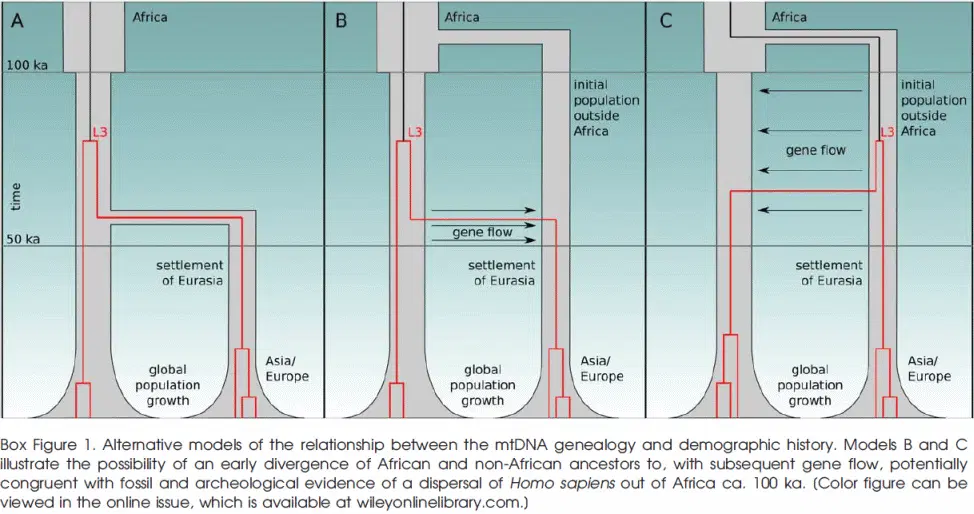 A
Africa
100 ka
L3
time
50 ka
settlement
of Eurasia
global
population
growth
Asia/
Europe
B
Africa
initial
population
outside
Africa
L3
gene flow
settlement
of Eurasia
global
population
growth
Asia/
Europe
C
Africa
initial
population
outside
Africa
L3
gene flow
settlement
of Eurasia
global
population
growth
Asia/
Europe
Box Figure 1. Alternative models of the relationship between the mtDNA genealogy and demographic history. Models B and C
illustrate the possibility of an early divergence of African and non-African ancestors to, with subsequent gene flow, potentially
congruent with fossil and archeological evidence of a dispersal of Homo sapiens out of Africa ca. 100 ka. [Color figure can be
viewed in the online issue, which is available at wileyonlinelibrary.com.]